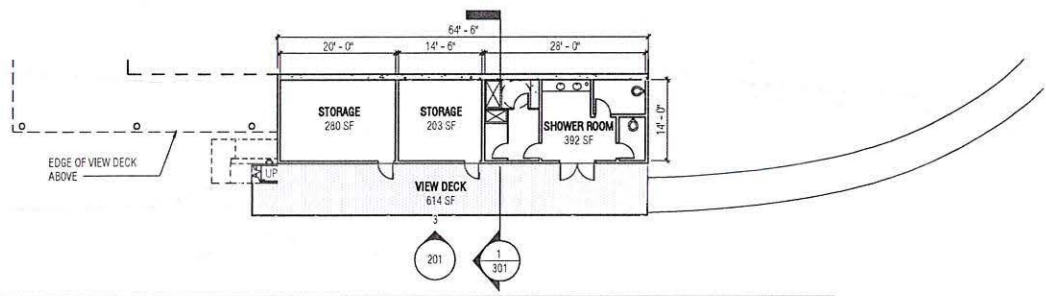 64' - 6"
20' - 0"
14' - 6"
28' - 0"
STORAGE
280 SF
STORAGE
203 SF
SHOWER ROOM
392 SF
14' - 0"
EDGE OF VIEW DECK
ABOVE
UP
VIEW DECK
614 SF
3
201
1
301